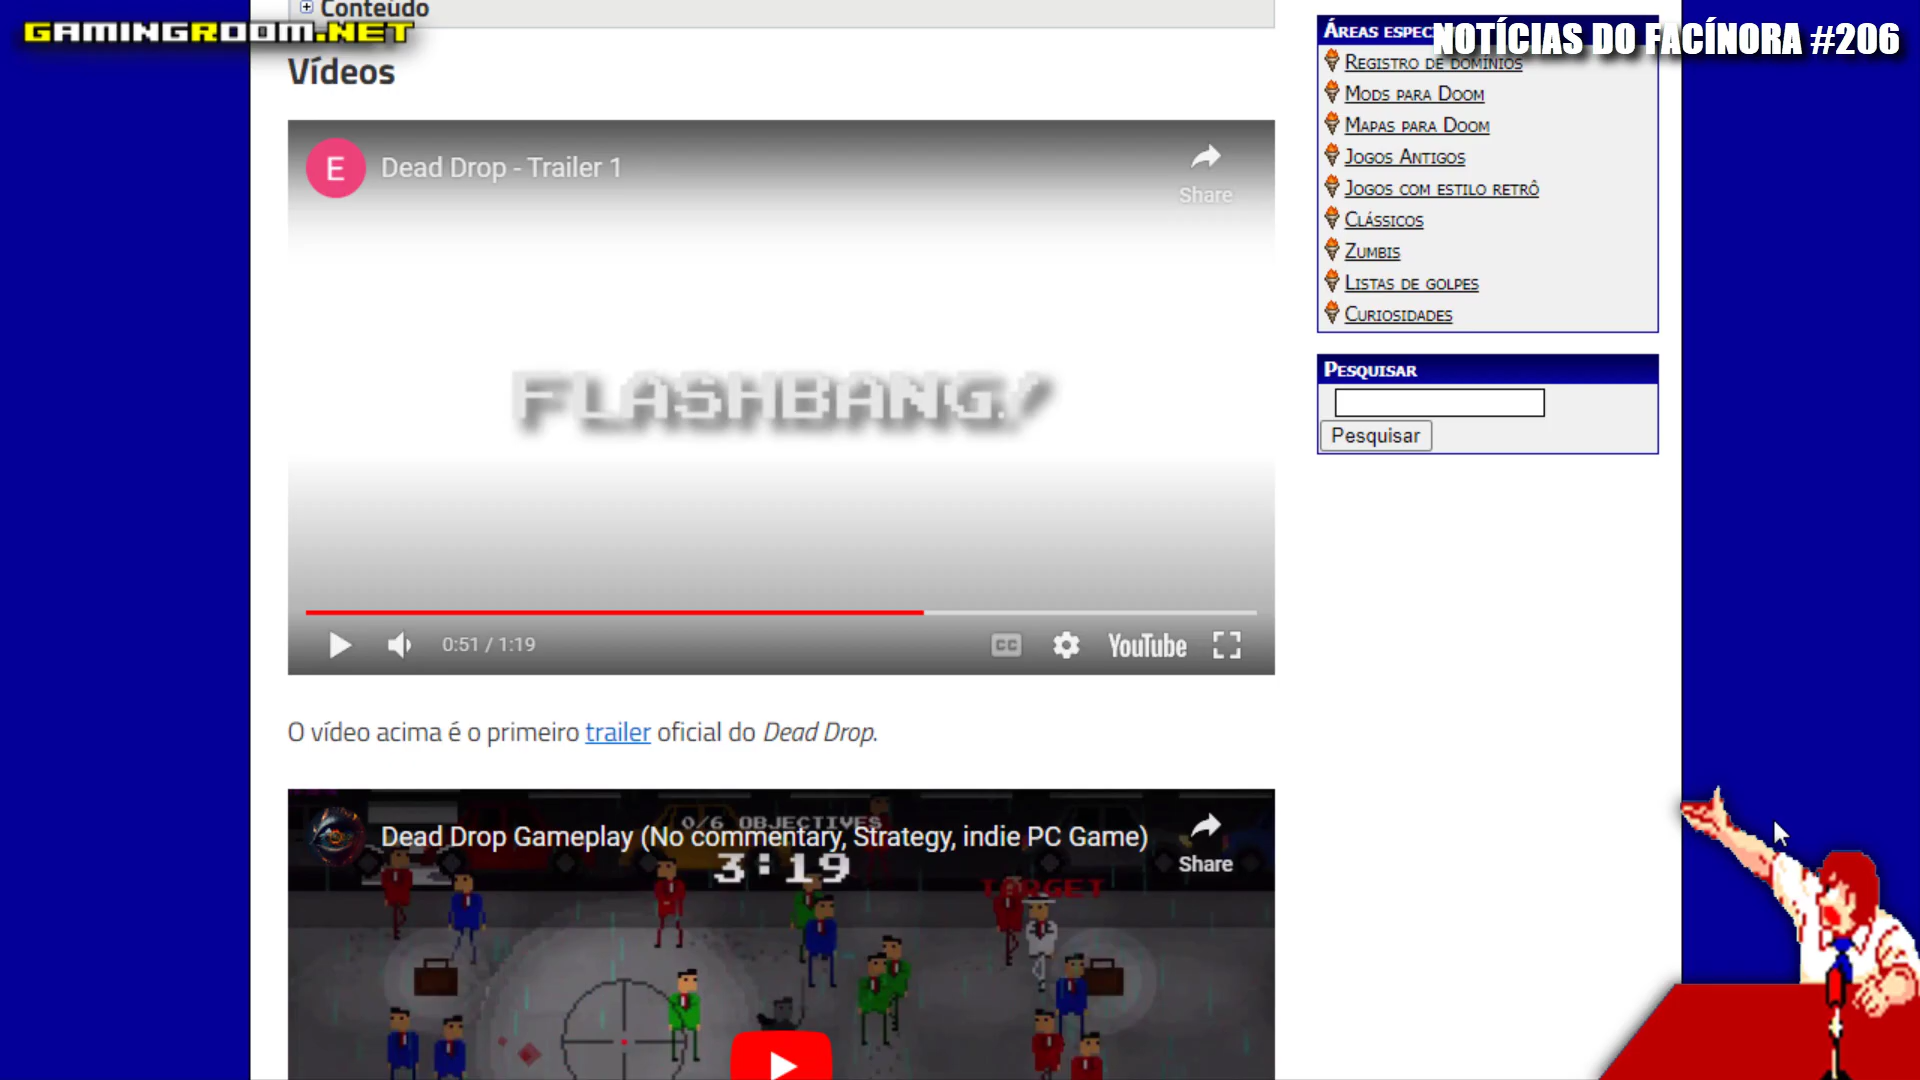 Conteúdo
GAMINGROOM.NET
NOTÍCIAS DO FACÍNORA #206
Vídeos
E
Dead Drop - Trailer 1
Share
FLASHBANG!
0:51 / 1:19
CC
YouTube
O vídeo acima é o primeiro trailer oficial do Dead Drop.
0/6 OBJECTIVES
Dead Drop Gameplay (No commentary, Strategy, indie PC Game)
Share
3:19
TARGET
ÁREAS ESPEC
REGISTRO DE DOMÍNIOS
MODS PARA DOOM
MAPAS PARA DOOM
JOGOS ANTIGOS
JOGOS COM ESTILO RETRÔ
CLÁSSICOS
ZUMBIS
LISTAS DE GOLPES
CURIOSIDADES
PESQUISAR
Pesquisar